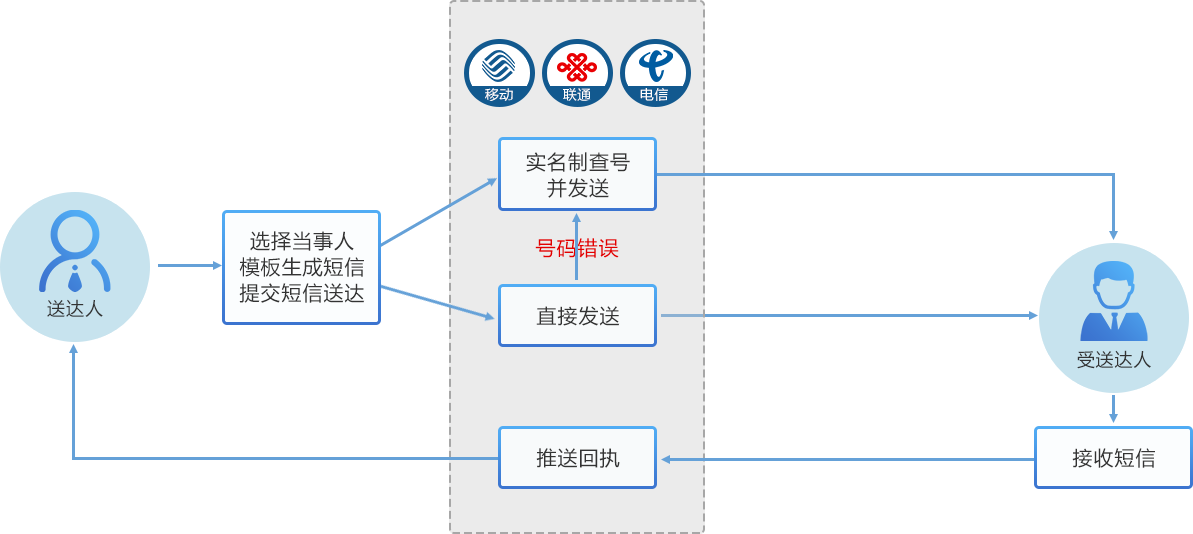 移动
联通
电信
实名制查号
并发送
选择当事人
模板生成短信
提交短信送达
号码错误
送达人
直接发送
受送达人
推送回执
接收短信